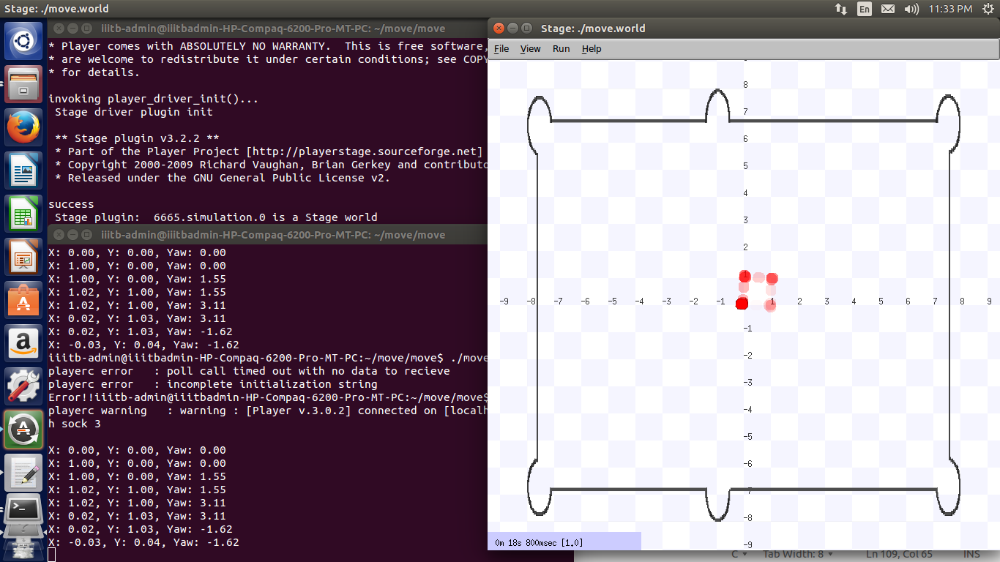 Stage: ./move.world
En
11:33 PM
iiitb-admin@iiitbadmin-HP-Compaq-6200-Pro-MT-PC: ~/move/move
* Player comes with ABSOLUTELY NO WARRANTY.  This is free software,
* are welcome to redistribute it under certain conditions; see COPY
* for details.
invoking player_driver_init()...
Stage driver plugin init
** Stage plugin v3.2.2 **
* Part of the Player Project [http://playerstage.sourceforge.net]
* Copyright 2000-2009 Richard Vaughan, Brian Gerkey and contributo
* Released under the GNU General Public License v2.
success
Stage plugin:  6665.simulation.0 is a Stage world
iiitb-admin@iiitbadmin-HP-Compaq-6200-Pro-MT-PC: ~/move/move
X: 0.00, Y: 0.00, Yaw: 0.00
X: 1.00, Y: 0.00, Yaw: 0.00
X: 1.00, Y: 0.00, Yaw: 1.55
X: 1.02, Y: 1.00, Yaw: 1.55
X: 1.02, Y: 1.00, Yaw: 3.11
X: 0.02, Y: 1.03, Yaw: 3.11
X: 0.02, Y: 1.03, Yaw: -1.62
X: -0.03, Y: 0.04, Yaw: -1.62
iiitb-admin@iiitbadmin-HP-Compaq-6200-Pro-MT-PC:~/move/move$ ./move
playerc error   : poll call timed out with no data to recieve
playerc error   : incomplete initialization string
Error!!iiitb-admin@iiitbadmin-HP-Compaq-6200-Pro-MT-PC:~/move/move$
playerc warning   : warning : [Player v.3.0.2] connected on [localh
h sock 3
X: 0.00, Y: 0.00, Yaw: 0.00
X: 1.00, Y: 0.00, Yaw: 0.00
X: 1.00, Y: 0.00, Yaw: 1.55
X: 1.02, Y: 1.00, Yaw: 1.55
X: 1.02, Y: 1.00, Yaw: 3.11
X: 0.02, Y: 1.03, Yaw: 3.11
X: 0.02, Y: 1.03, Yaw: -1.62
X: -0.03, Y: 0.04, Yaw: -1.62
Stage: ./move.world
File View Run Help
8
7
6
5
4
3
2
1
-9 -8 -7 -6 -5 -4 -3 -2 -1 1 2 3 4 5 6 7 8 9
-1
-2
-3
-4
-5
-6
-7
-8
-9
0m 18s 800msec [1.0]
C Tab Width: 8 Ln 109, Col 65 INS